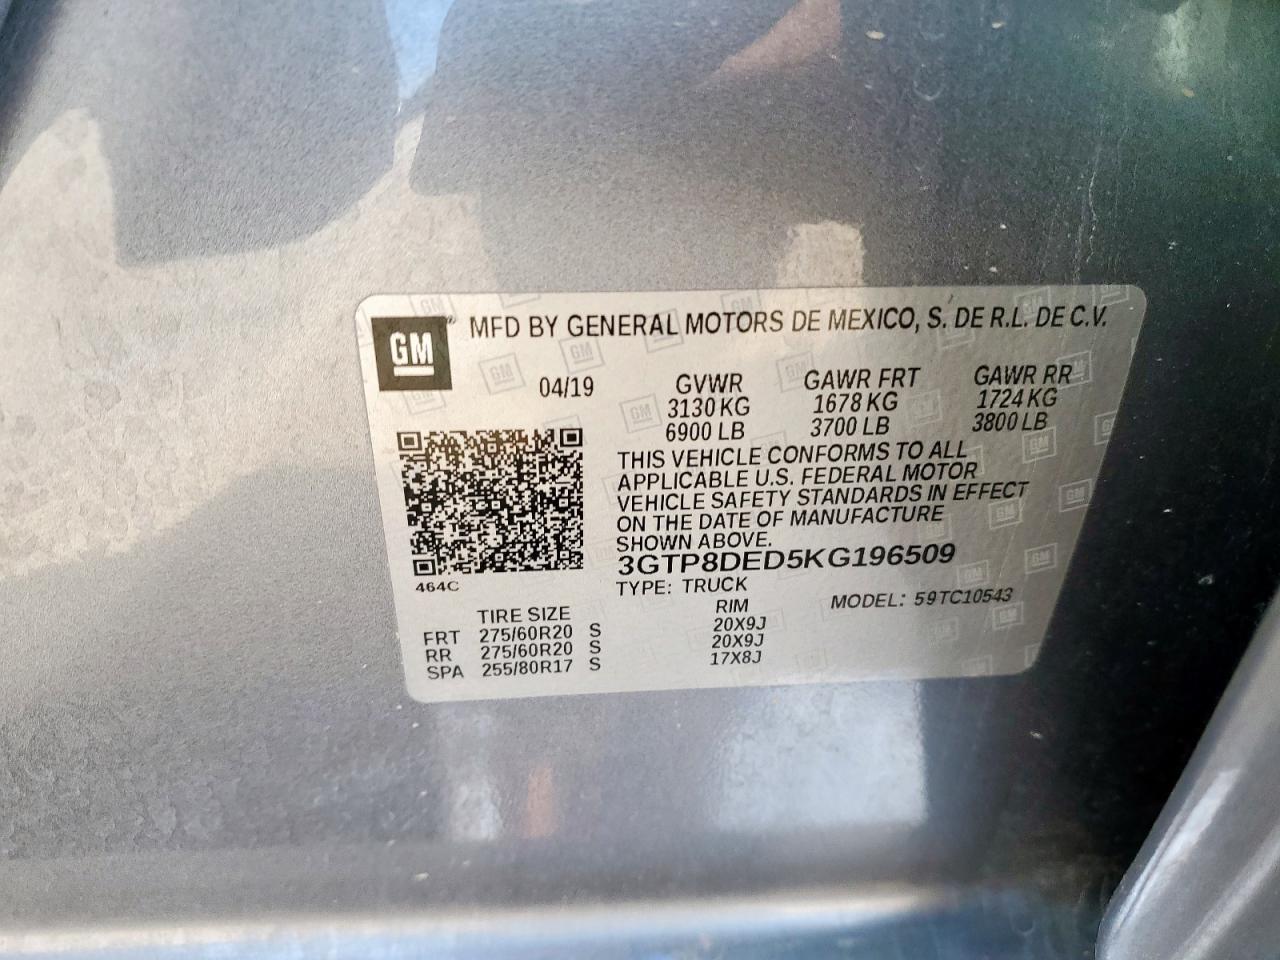 GM
MFD BY GENERAL MOTORS DE MEXICO, S. DE R.L. DE C.V.
04/19 GVWR GAWR FRT GAWR RR
3130 KG 1678 KG 1724 KG
6900 LB 3700 LB 3800 LB
THIS VEHICLE CONFORMS TO ALL
APPLICABLE U.S. FEDERAL MOTOR
VEHICLE SAFETY STANDARDS IN EFFECT
ON THE DATE OF MANUFACTURE
SHOWN ABOVE.
3GTP8DED5KG196509
464C TYPE: TRUCK MODEL: 59TC10543
TIRE SIZE RIM
FRT 275/60R20 S 20X9J
RR 275/60R20 S 20X9J
SPA 255/80R17 S 17X8J